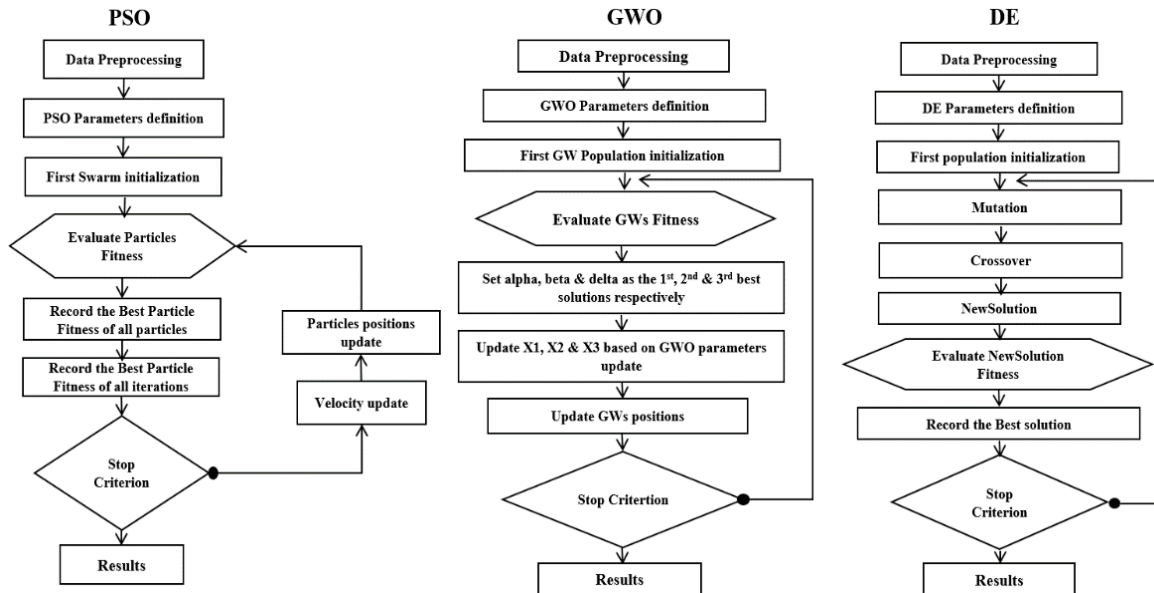 PSO
Data Preprocessing
PSO Parameters definition
First Swarm initialization
Evaluate Particles
Fitness
Record the Best Particle
Fitness of all particles
Record the Best Particle
Fitness of all iterations
Stop
Criterion
Results
Particles positions
update
Velocity update
GWO
Data Preprocessing
GWO Parameters definition
First GW Population initialization
Evaluate GWs Fitness
Set alpha, beta & delta as the 1st, 2nd & 3rd best
solutions respectively
Update X1, X2 & X3 based on GWO parameters
update
Update GWs positions
Stop Critertion
Results
DE
Data Preprocessing
DE Parameters definition
First population initialization
Mutation
Crossover
NewSolution
Evaluate NewSolution
Fitness
Record the Best solution
Stop
Criterion
Results